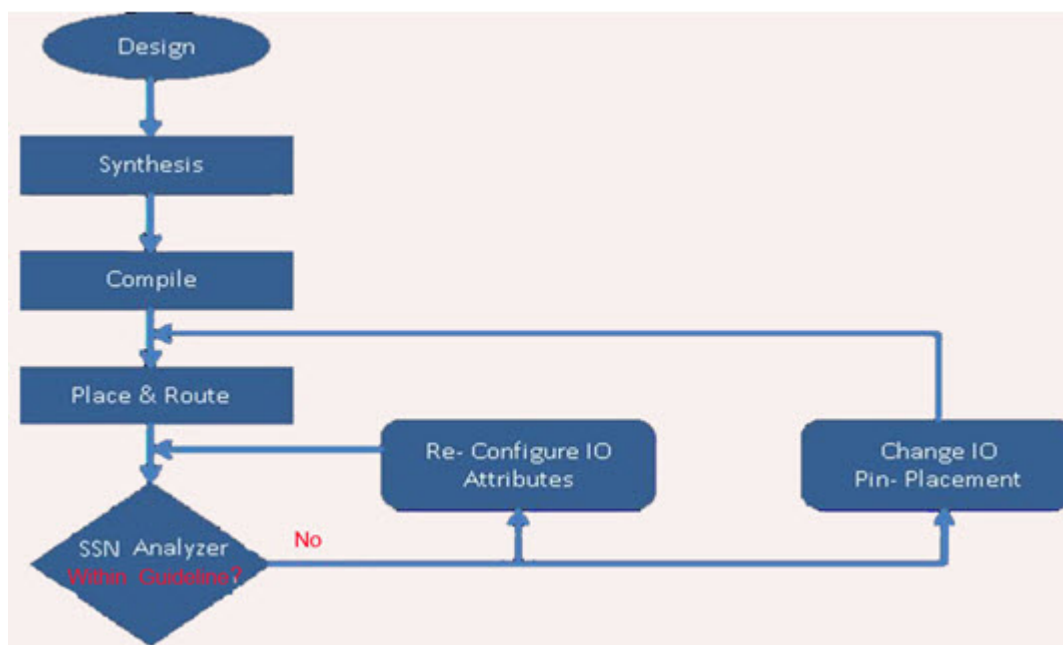 Design
Synthesis
Compile
Place & Route
Re- Configure IO
Attributes
Change IO
Pin- Placement
SSN Analyzer
Within Guideline?
No